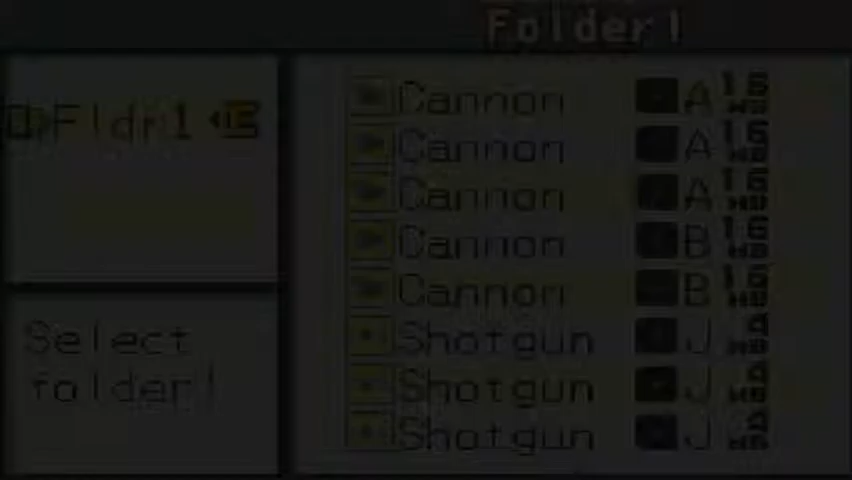 Folder1
Fldr1
Select
folder!
Cannon A 16 MB
Cannon A 16 MB
Cannon A 16 MB
Cannon B 16 MB
Cannon B 16 MB
Shotgun J 4 MB
Shotgun J 4 MB
Shotgun J 4 MB